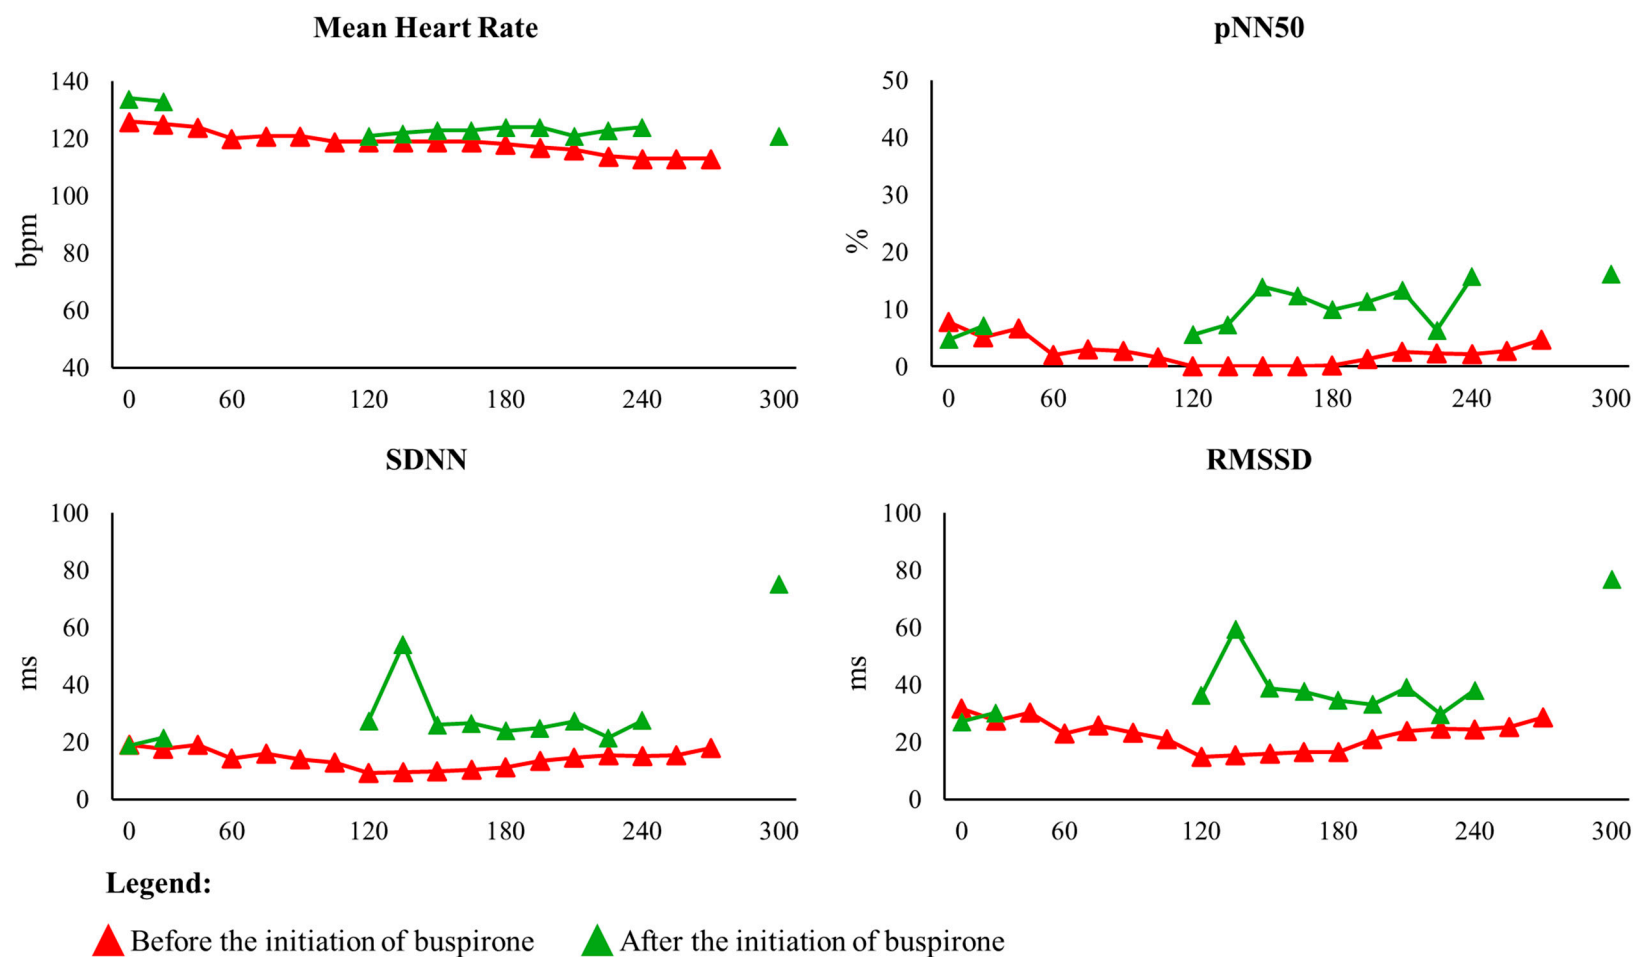 Mean Heart Rate
140
120
100
80
60
40
bpm
0 60 120 180 240 300
pNN50
50
40
30
20
10
0
%
0 60 120 180 240 300
SDNN
100
80
60
40
20
0
ms
0 60 120 180 240 300
RMSSD
100
80
60
40
20
0
ms
0 60 120 180 240 300
Legend:
Before the initiation of buspirone After the initiation of buspirone